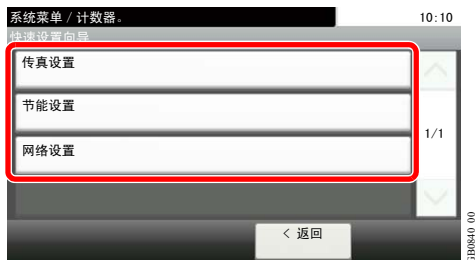 系统菜单 / 计数器。 10:10
快速设置向导
传真设置
节能设置
1/1
网络设置
< 返回
GB0840_00